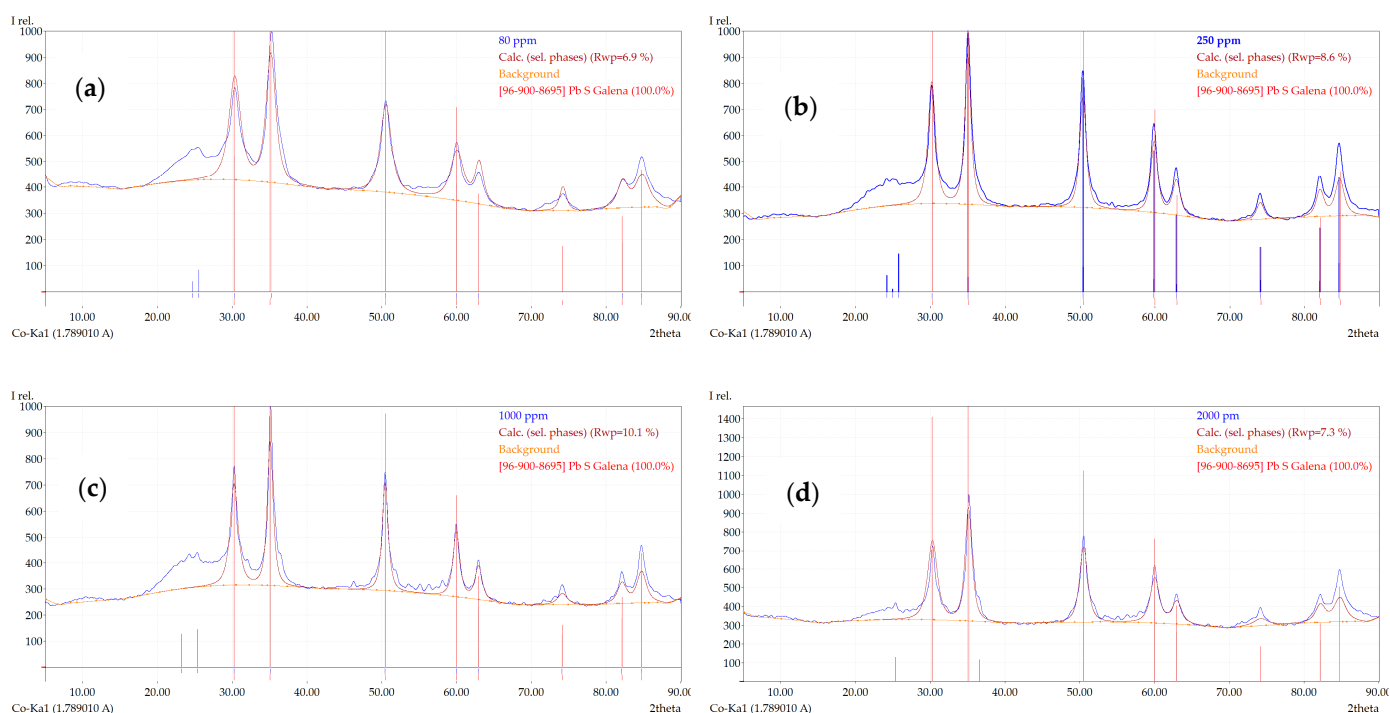 I rel.
(a)
80 ppm
Calc. (sel. phases) (Rwp=6.9 %)
Background
[96-900-8695] Pb S Galena (100.0%)
1000
900
800
700
600
500
400
300
200
100
10.00 20.00 30.00 40.00 50.00 60.00 70.00 80.00 90.00
Co-Ka1 (1.789010 A) 2theta
I rel.
(b)
250 ppm
Calc. (sel. phases) (Rwp=8.6 %)
Background
[96-900-8695] Pb S Galena (100.0%)
1000
900
800
700
600
500
400
300
200
100
10.00 20.00 30.00 40.00 50.00 60.00 70.00 80.00
Co-Ka1 (1.789010 A) 2theta
I rel.
(c)
1000 ppm
Calc. (sel. phases) (Rwp=10.1 %)
Background
[96-900-8695] Pb S Galena (100.0%)
1000
900
800
700
600
500
400
300
200
100
10.00 20.00 30.00 40.00 50.00 60.00 70.00 80.00 90.00
Co-Ka1 (1.789010 A) 2theta
I rel.
(d)
2000 pm
Calc. (sel. phases) (Rwp=7.3 %)
Background
[96-900-8695] Pb S Galena (100.0%)
1400
1300
1200
1100
1000
900
800
700
600
500
400
300
200
100
10.00 20.00 30.00 40.00 50.00 60.00 70.00 80.00 90.00
Co-Ka1 (1.789010 A) 2theta